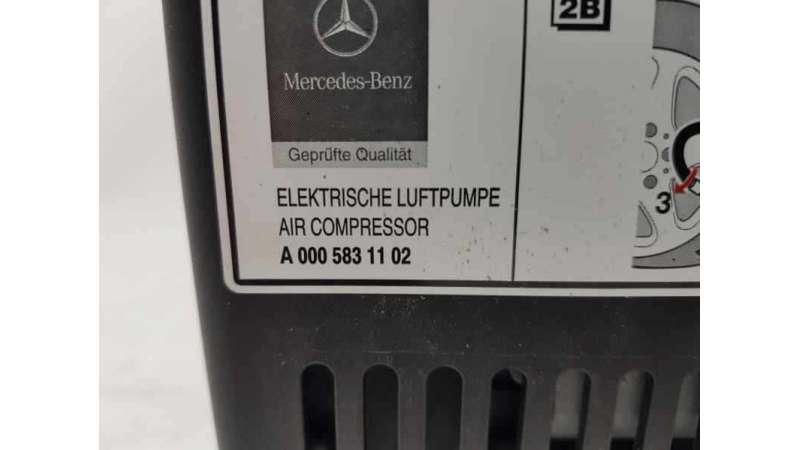 Mercedes-Benz
Geprüfte Qualität
ELEKTRISCHE LUFTPUMPE
AIR COMPRESSOR
A 000 583 11 02
2B
3